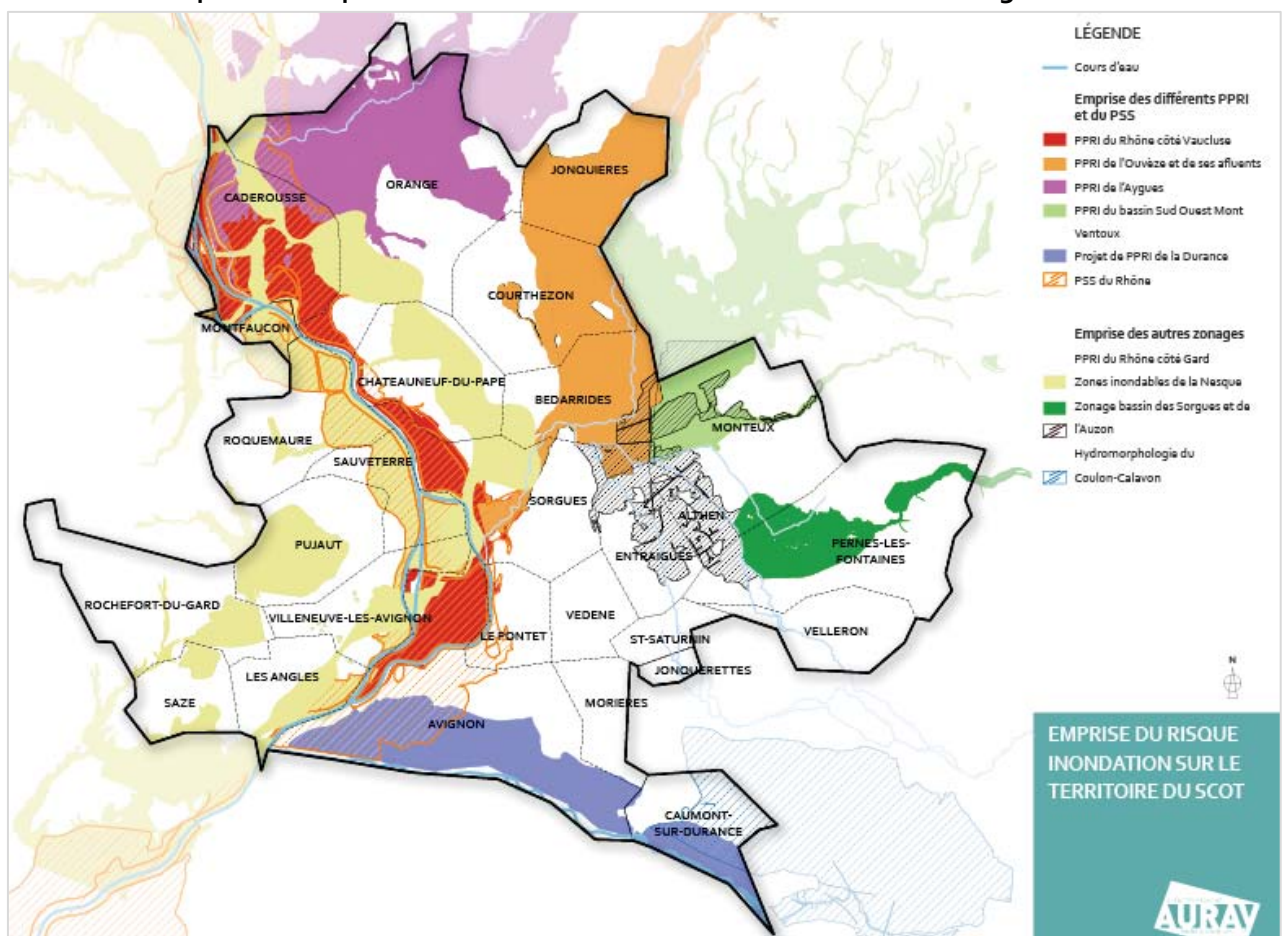 LÉGENDE
Cours d'eau
Emprise des différents PPRI
et du PSS
PPRI du Rhône côté Vaucluse
PPRI de l'Ouvèze et de ses afluents
PPRI de l'Aygues
PPRI du bassin Sud Ouest Mont
Ventoux
Projet de PPRI de la Durance
PSS du Rhône
Emprise des autres zonages
PPRI du Rhône côté Gard
Zones inondables de la Nesque
Zonage bassin des Sorgues et de
l'Auzon
Hydromorphologie du
Coulon-Calavon
JONQUIERES
ORANGE
CADEROUSSE
COURTHEZON
MONTFAUCON
CHATEAUNEUF-DU-PAPE
BEDARRIDES
MONTEUX
ROQUEMAURE
SAUVETERRE
SORGUES
ALTHEN
PUJAUT
ENTRAIGUES
PERNES-LES-
FONTAINES
ROCHEFORT-DU-GARD
VILLENEUVE-LES-AVIGNON
VEDENE
LE PONTET
ST-SATURNIN
VELLERON
LES ANGLES
JONQUERETTES
SAZE
MORIERES
AVIGNON
CAUMONT-
SUR-DURANCE
N
EMPRISE DU RISQUE
INONDATION SUR LE
TERRITOIRE DU SCOT
AURAV